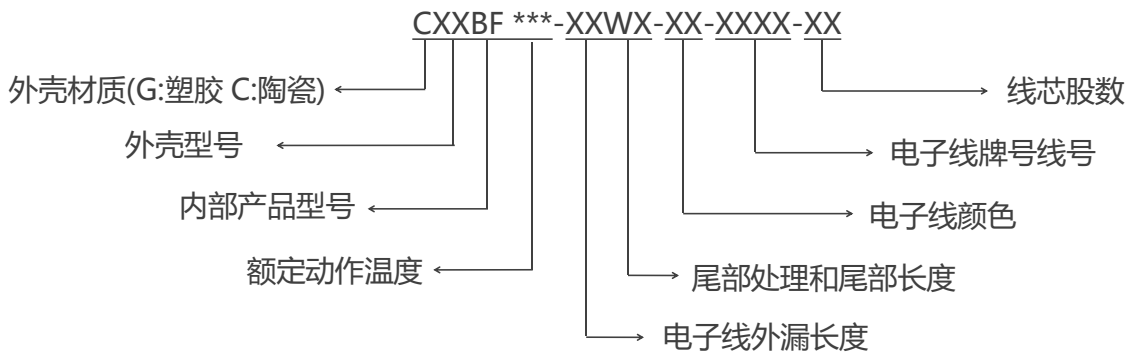 CXXBF ***-XXWX-XX-XXXX-XX
外壳材质(G:塑胶 C:陶瓷)
线芯股数
外壳型号
电子线牌号线号
内部产品型号
电子线颜色
额定动作温度
尾部处理和尾部长度
电子线外漏长度